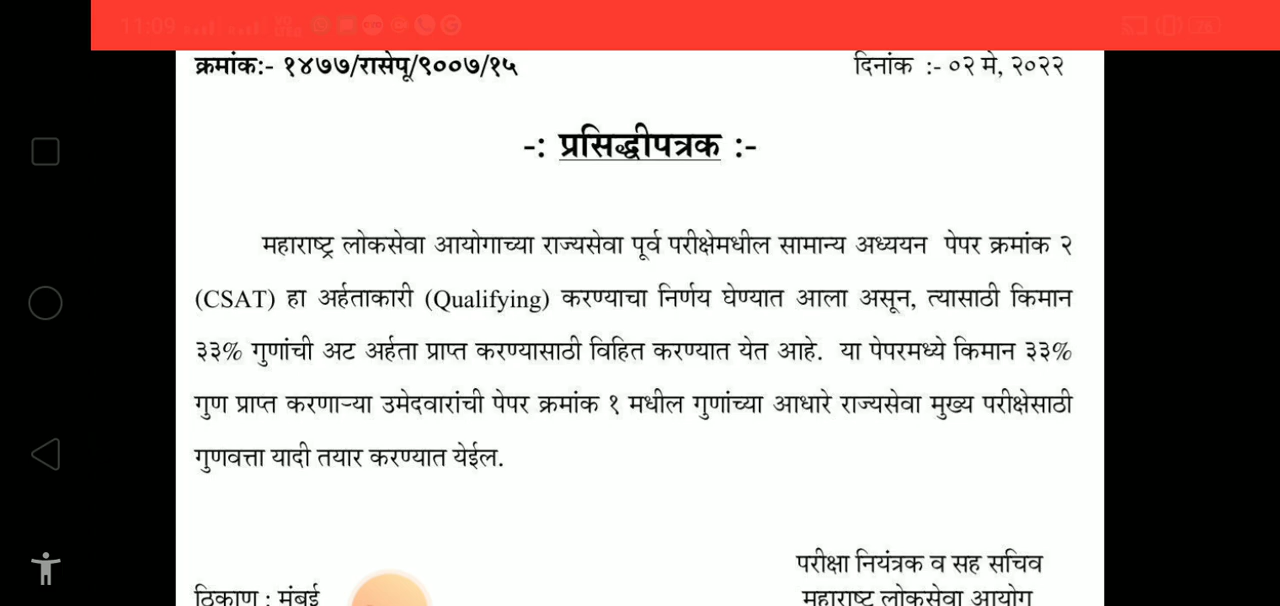 11:09
क्रमांक:- १४७७/रासेपू/९००७/१५ दिनांक :- ०२ मे, २०२२
-: प्रसिद्धीपत्रक :-
महाराष्ट्र लोकसेवा आयोगाच्या राज्यसेवा पूर्व परीक्षेमधील सामान्य अध्ययन पेपर क्रमांक २
(CSAT) हा अर्हताकारी (Qualifying) करण्याचा निर्णय घेण्यात आला असून, त्यासाठी किमान
३३% गुणांची अट अर्हता प्राप्त करण्यासाठी विहित करण्यात येत आहे. या पेपरमध्ये किमान ३३%
गुण प्राप्त करणाऱ्या उमेदवारांची पेपर क्रमांक १ मधील गुणांच्या आधारे राज्यसेवा मुख्य परीक्षेसाठी
गुणवत्ता यादी तयार करण्यात येईल.
परीक्षा नियंत्रक व सह सचिव
ठिकाण : मुंबई महाराष्ट्र लोकसेवा आयोग